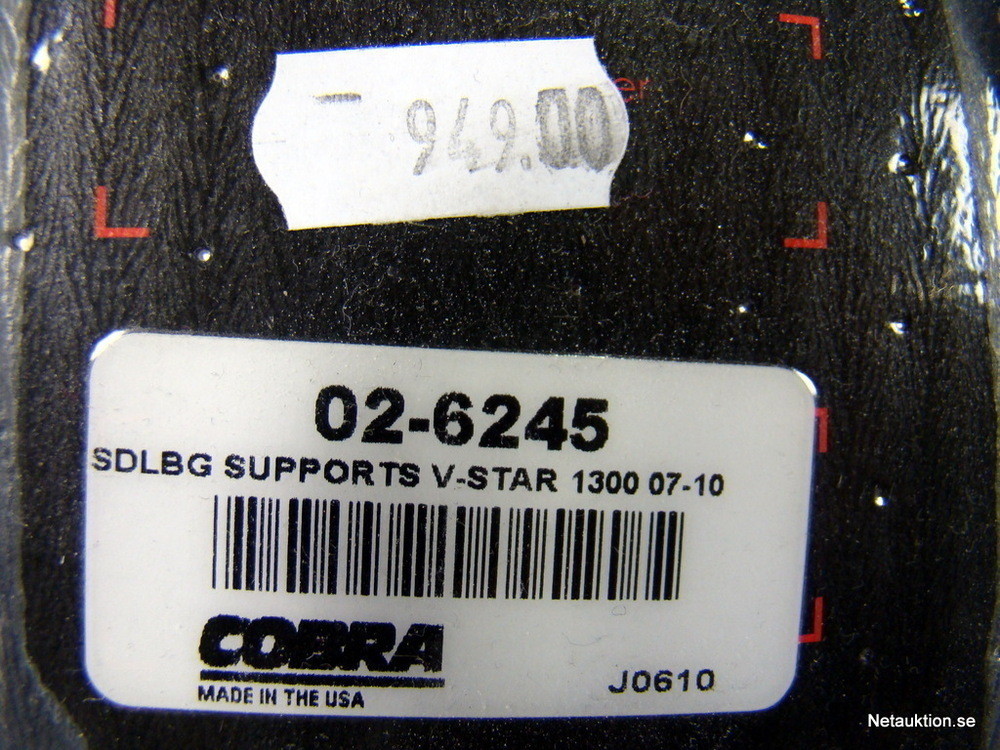 949.00
02-6245
SDLBG SUPPORTS V-STAR 1300 07-10
COBRA
MADE IN THE USA
J0610
Netauktion.se